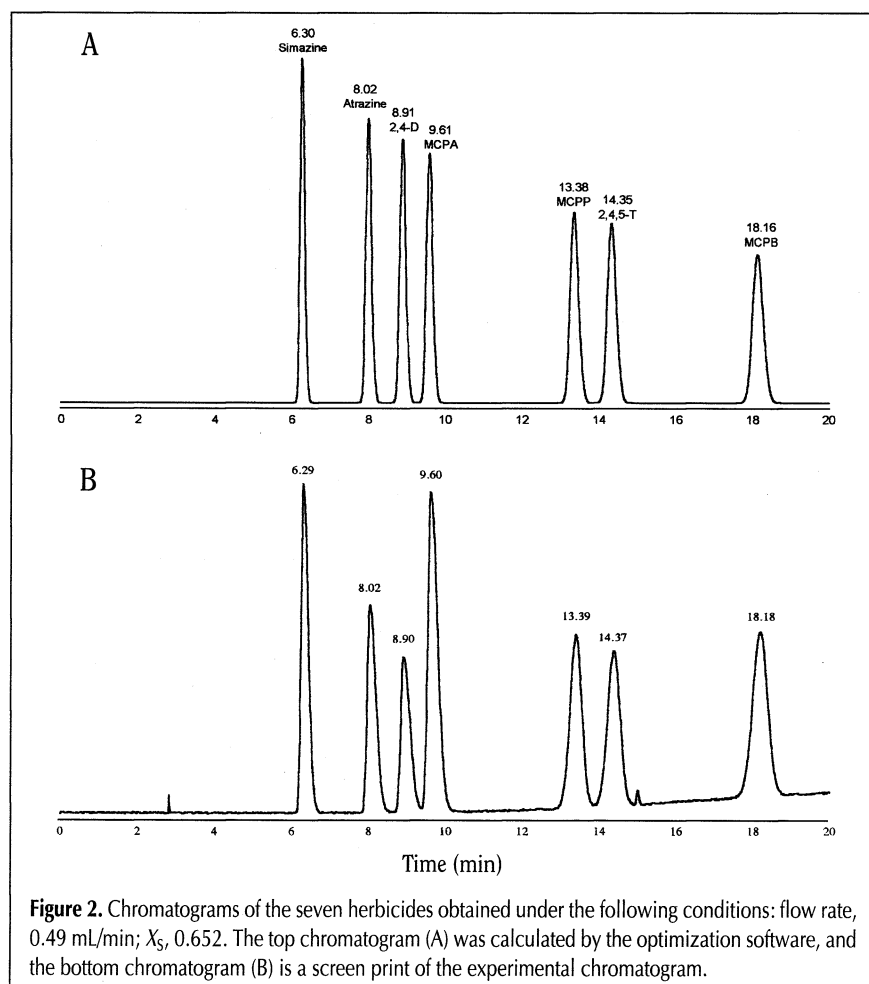 A
6.30
Simazine
8.02
Atrazine
8.91
2,4-D
9.61
MCPA
13.38
MCPP
14.35
2,4,5-T
18.16
MCPB
0 2 4 6 8 10 12 14 16 18 20
B
6.29
8.02
8.90
9.60
13.39
14.37
18.18
0 2 4 6 8 10 12 14 16 18 20
Time (min)
Figure 2. Chromatograms of the seven herbicides obtained under the following conditions: flow rate,
0.49 mL/min; XS, 0.652. The top chromatogram (A) was calculated by the optimization software, and
the bottom chromatogram (B) is a screen print of the experimental chromatogram.